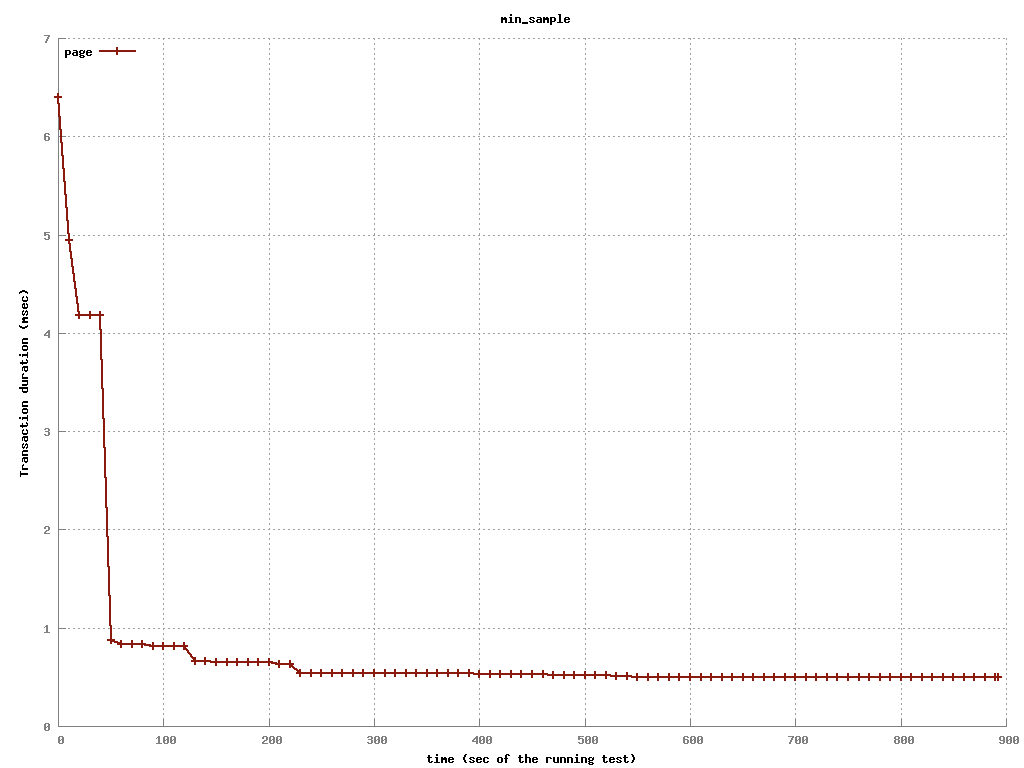 min_sample
7
page
6
5
4
3
2
1
0
Transaction duration (msec)
0 100 200 300 400 500 600 700 800 900
time (sec of the running test)